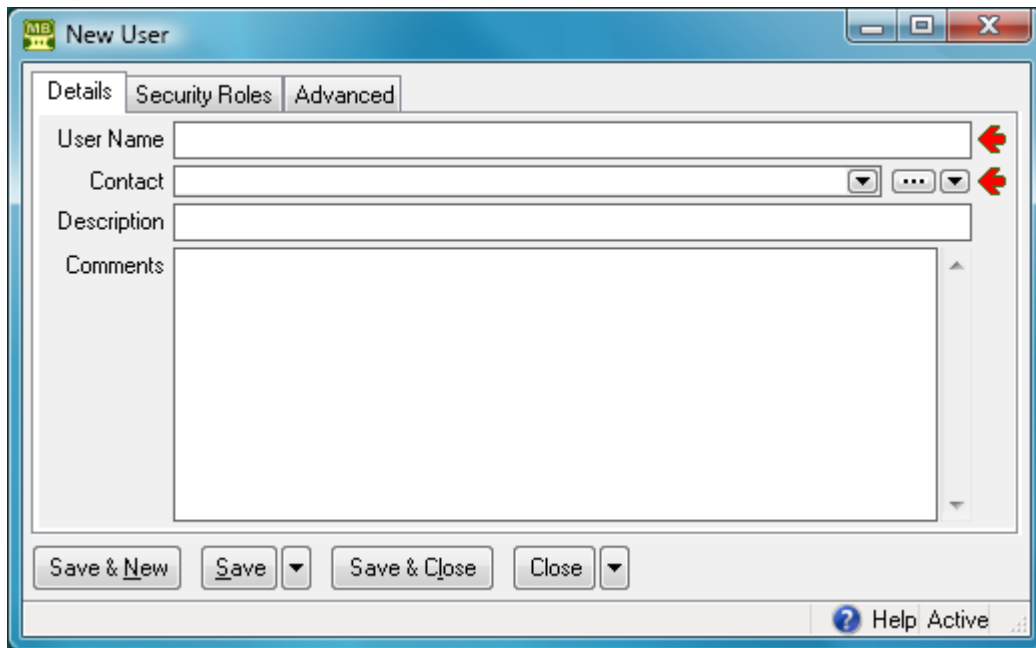 MB
New User
Details Security Roles Advanced
User Name
Contact
Description
Comments
Save & New Save Save & Close Close
Help Active